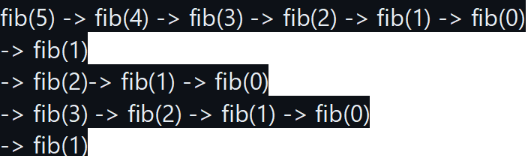 fib(5) -> fib(4) -> fib(3) -> fib(2) -> fib(1) -> fib(0)
-> fib(1)
-> fib(2)-> fib(1) -> fib(0)
-> fib(3) -> fib(2) -> fib(1) -> fib(0)
-> fib(1)